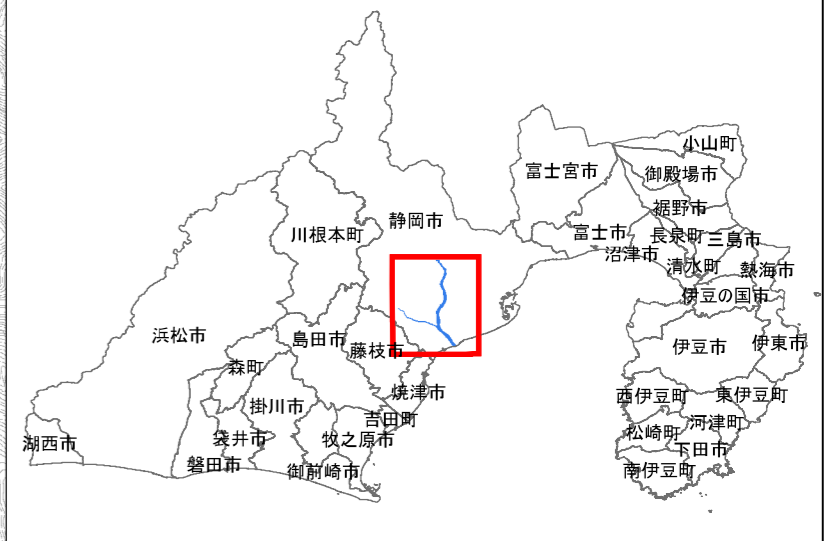 小山町
富士宮市
御殿場市
裾野市
静岡市
川根本町
富士市
長泉町
三島市
沼津市
清水町
熱海市
伊豆の国市
浜松市
島田市
藤枝市
伊豆市
伊東市
森町
焼津市
西伊豆町
東伊豆町
掛川市
吉田町
河津町
松崎町
湖西市
袋井市
牧之原市
下田市
磐田市
御前崎市
南伊豆町